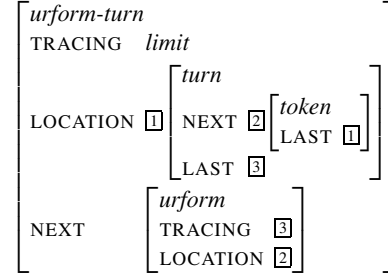 urform-turn
TRACING limit
turn
LOCATION 1 NEXT 2 token
LAST 1
LAST 3
urform
NEXT TRACING 3
LOCATION 2